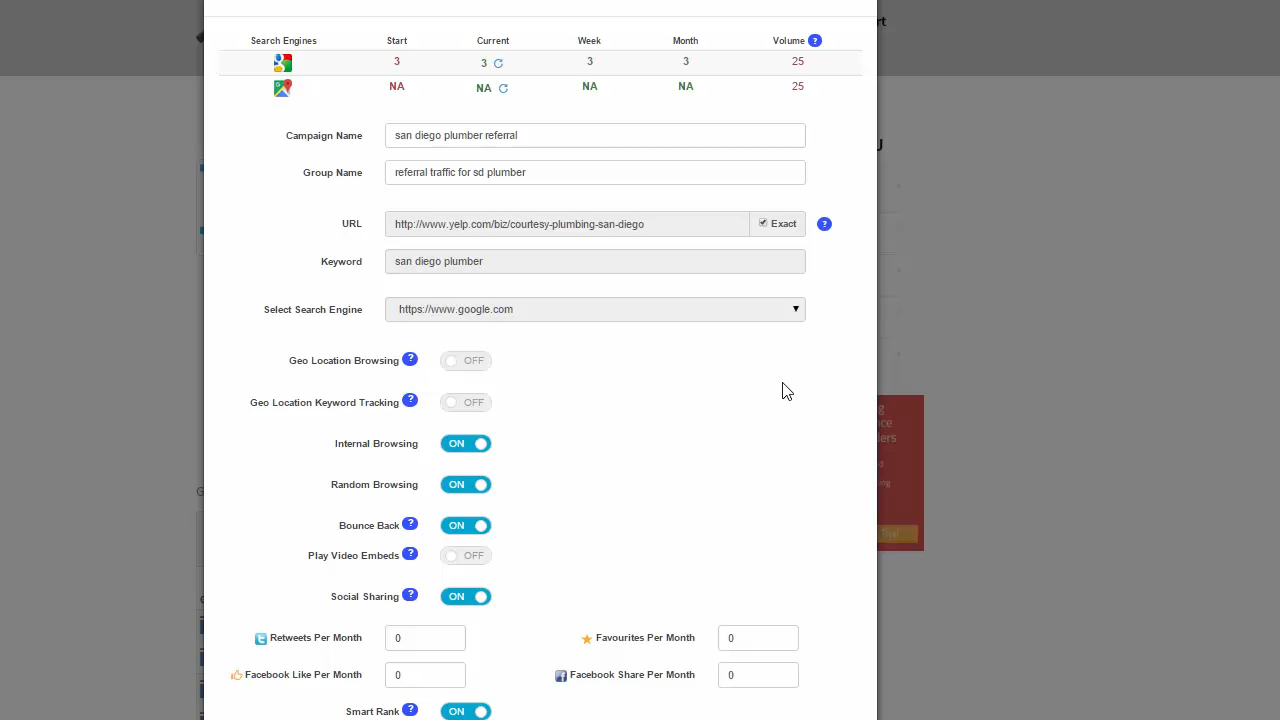 rt
Search Engines Start Current Week Month Volume ?
3 3 3 3 25
NA NA NA NA 25
Campaign Name san diego plumber referral
U
Group Name referral traffic for sd plumber
URL http://www.yelp.com/biz/courtesy-plumbing-san-diego Exact ?
Keyword san diego plumber
Select Search Engine https://www.google.com
Geo Location Browsing ? OFF
Geo Location Keyword Tracking ? OFF
Internal Browsing ON
Random Browsing ON
Bounce Back ? ON
Play Video Embeds ? OFF
Social Sharing ? ON
Retweets Per Month 0 Favourites Per Month 0
Facebook Like Per Month 0 Facebook Share Per Month 0
Smart Rank ? ON